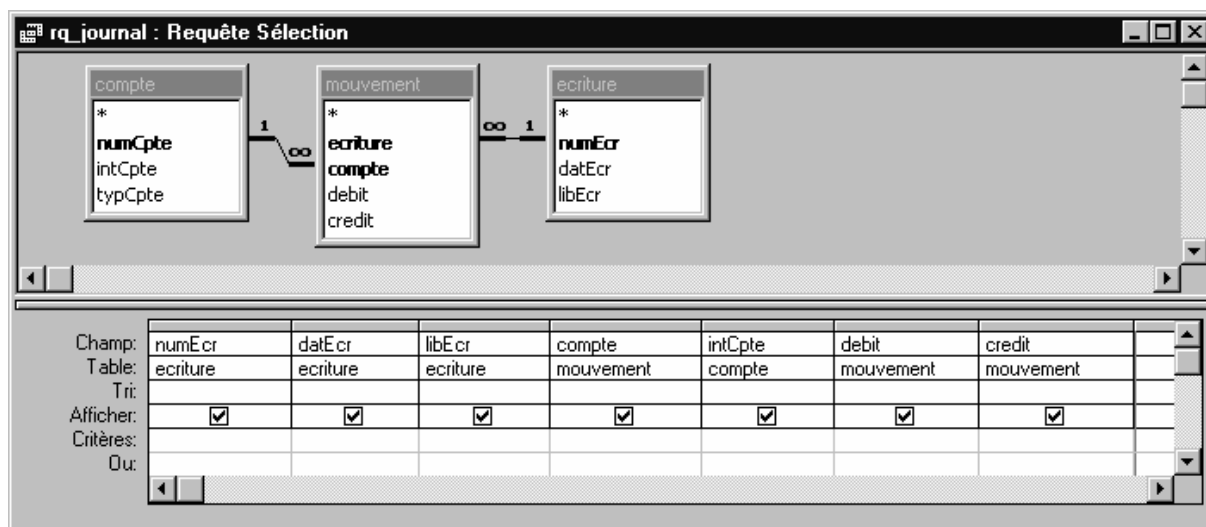 rq_journal : Requête Sélection
compte
*
numCpte
intCpte
typCpte
1
∞
mouvement
*
ecriture
compte
debit
credit
∞ 1
ecriture
*
numEcr
datEcr
libEcr
Champ: numEcr datEcr libEcr compte intCpte debit credit
Table: ecriture ecriture ecriture mouvement compte mouvement mouvement
Tri:
Afficher:
Critères:
Ou: